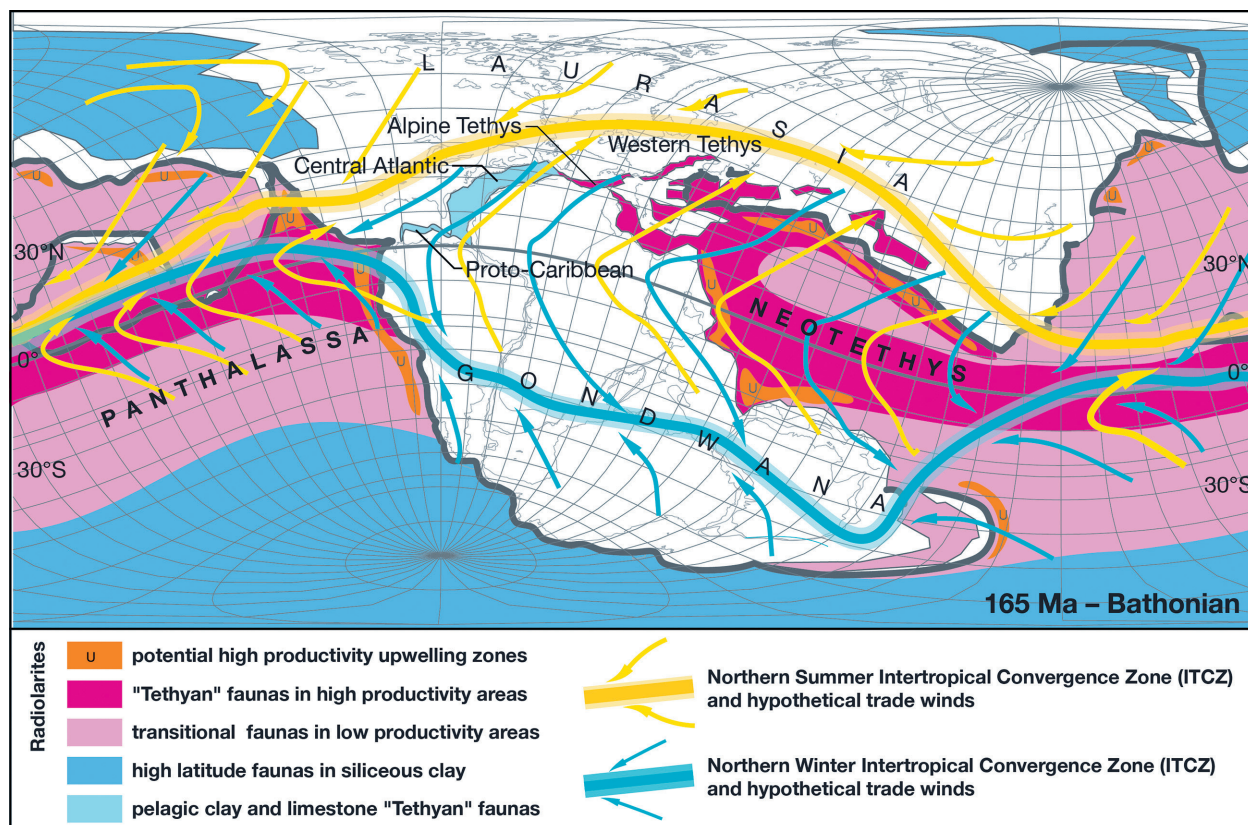 L A U R A S I A
Alpine Tethys
Western Tethys
Central Atlantic
U
U
U
U
U
U
30°N
30°N
Proto-Caribbean
U
U
U
NEOTETHYS
0°
0°
PANTHALASSA
U
U
GONDWANA
30°S
30°S
U
165 Ma – Bathonian
Radiolarites
U potential high productivity upwelling zones
"Tethyan" faunas in high productivity areas
transitional faunas in low productivity areas
high latitude faunas in siliceous clay
pelagic clay and limestone "Tethyan" faunas
Northern Summer Intertropical Convergence Zone (ITCZ)
and hypothetical trade winds
Northern Winter Intertropical Convergence Zone (ITCZ)
and hypothetical trade winds